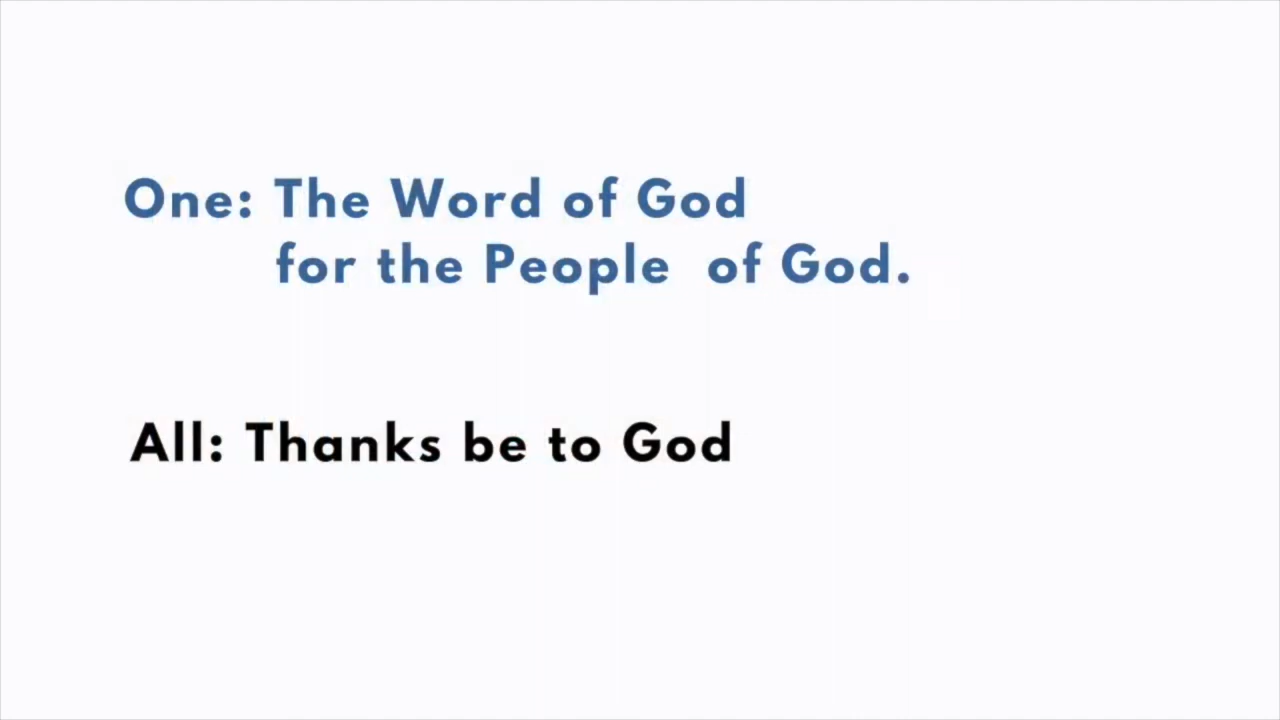 One: The Word of God
for the People  of God.
All: Thanks be to God